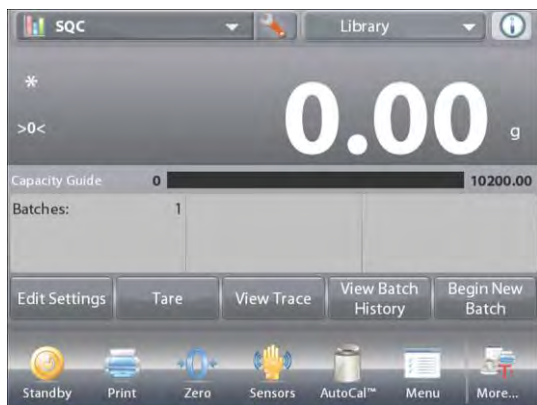 SQC
Library
*
>0<
0.00 g
Capacity Guide 0 10200.00
Batches: 1
Edit Settings
Tare
View Trace
View Batch
History
Begin New
Batch
Standby
Print
Zero
Sensors
AutoCal™
Menu
More...